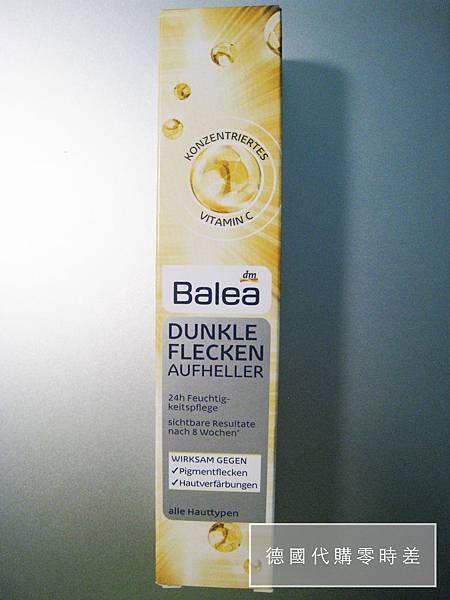 KONZENTRIERTES
VITAMIN C
dm
Balea
DUNKLE
FLECKEN
AUFHELLER
24h Feuchtig-
keitspflege
sichtbare Resultate
nach 8 Wochen*
WIRKSAM GEGEN
✓Pigmentflecken
✓Hautverfärbungen
alle Hauttypen
德國代購零時差